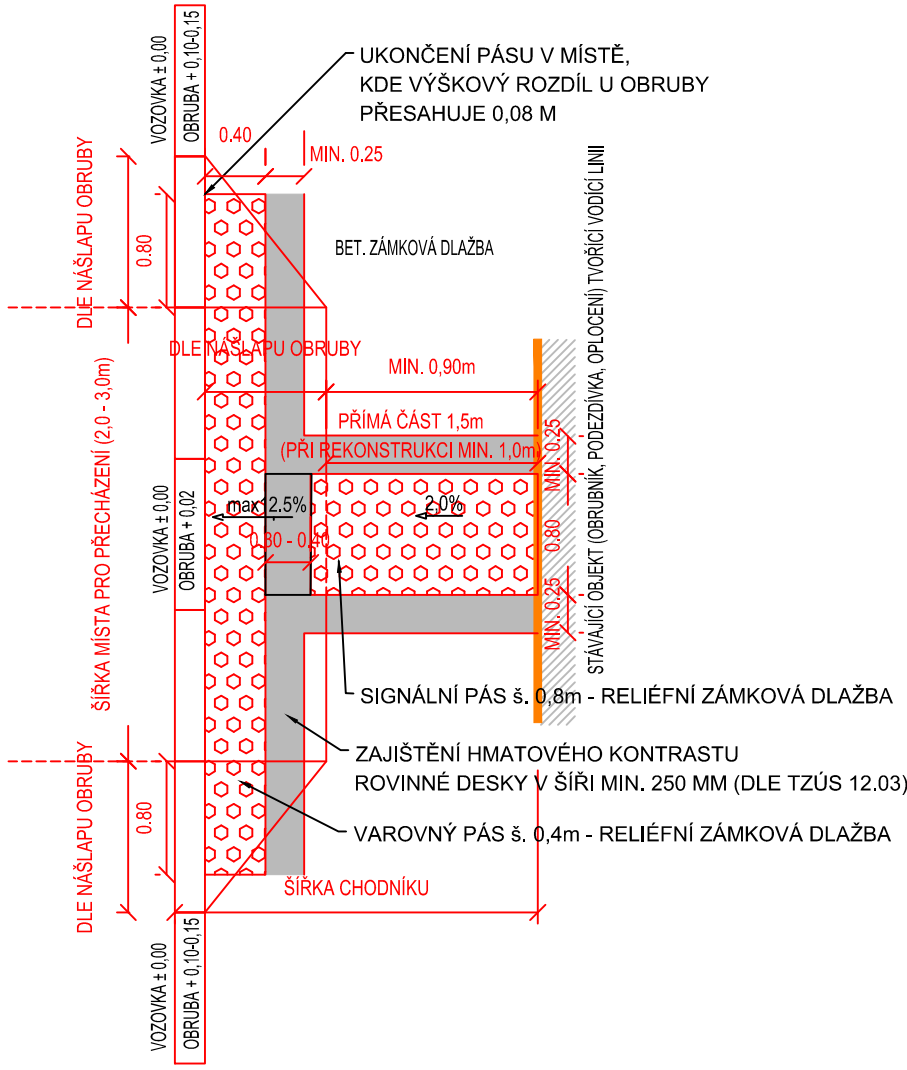 UKONČENÍ PÁSU V MÍSTĚ,
KDE VÝŠKOVÝ ROZDÍL U OBRUBY
PŘESAHUJE 0,08 M
VOZOVKA ± 0,00
OBRUBA + 0,10-0,15
0.40
MIN. 0.25
DLE NÁŠLAPU OBRUBY
0.80
BET. ZÁMKOVÁ DLAŽBA
STÁVAJÍCÍ OBJEKT (OBRUBNÍK, PODEZDÍVKA, OPLOCENÍ) TVOŘÍCÍ VODÍCÍ LINII
DLE NÁŠLAPU OBRUBY
MIN. 0,90m
ŠÍŘKA MÍSTA PRO PŘECHÁZENÍ (2,0 - 3,0m)
PŘÍMÁ ČÁST 1,5m
(PŘI REKONSTRUKCI MIN. 1,0m)
MIN. 0.25
VOZOVKA ± 0,00
OBRUBA + 0,02
max12.5%
2,0%
0.30 - 0.40
0.80
MIN. 0.25
SIGNÁLNÍ PÁS š. 0,8m - RELIÉFNÍ ZÁMKOVÁ DLAŽBA
ZAJIŠTĚNÍ HMATOVÉHO KONTRASTU
ROVINNÉ DESKY V ŠÍŘI MIN. 250 MM (DLE TZÚS 12.03)
VAROVNÝ PÁS š. 0,4m - RELIÉFNÍ ZÁMKOVÁ DLAŽBA
DLE NÁŠLAPU OBRUBY
0.80
ŠÍŘKA CHODNÍKU
VOZOVKA ± 0,00
OBRUBA + 0,10-0,15